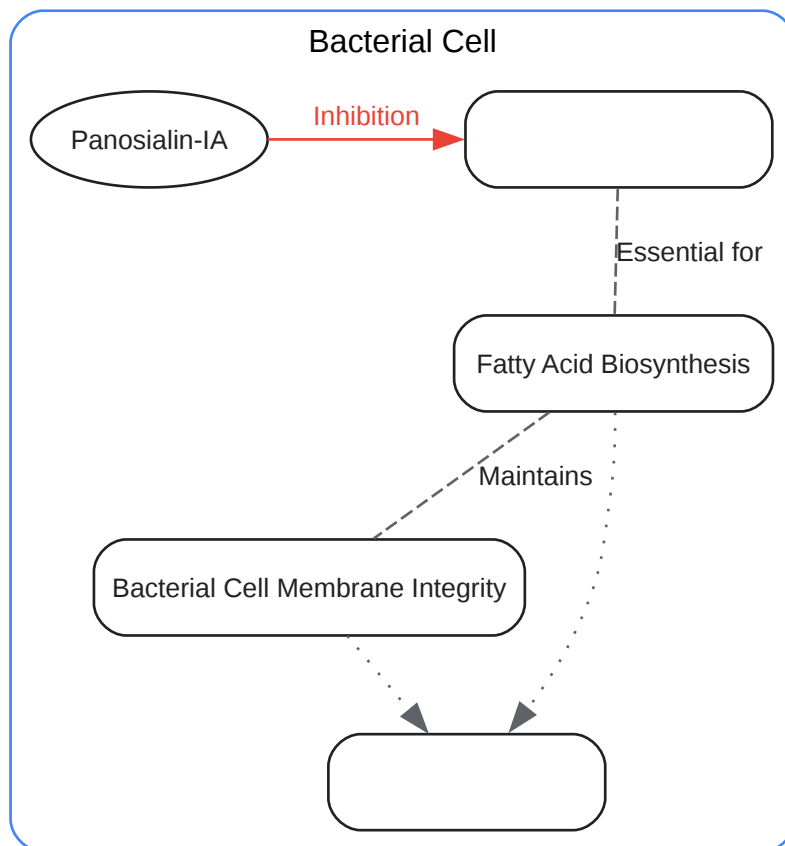 Bacterial Cell
Panosialin-IA
Inhibition
Essential for
Fatty Acid Biosynthesis
Maintains
Bacterial Cell Membrane Integrity